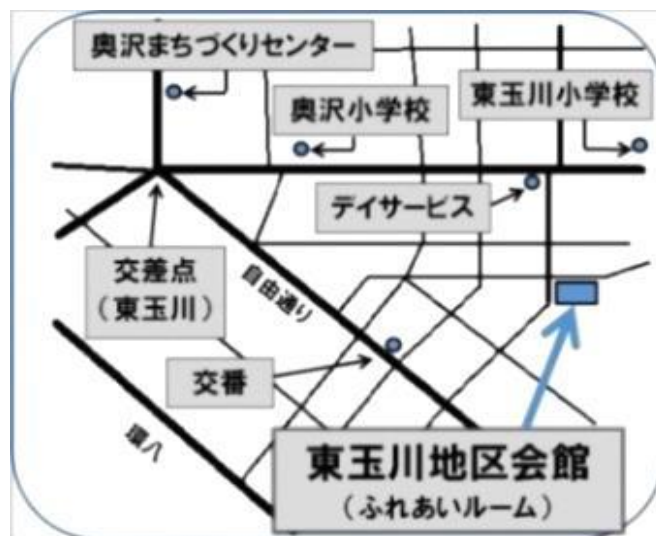 奥沢まちづくりセンター
奥沢小学校
東玉川小学校
デイサービス
交差点
(東玉川)
自由通り
交番
環八
東玉川地区会館
(ふれあいルーム)